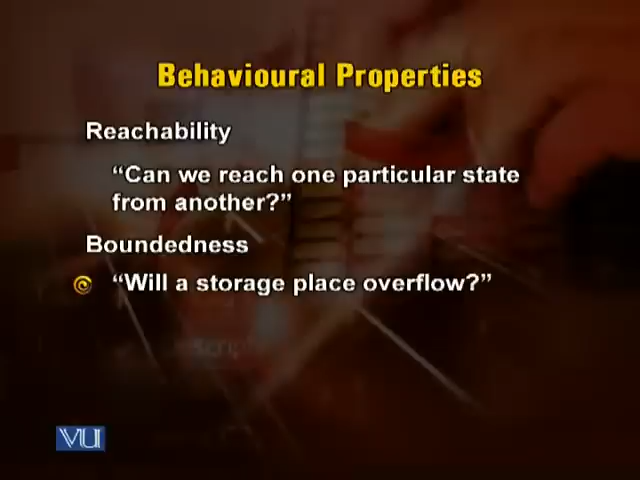 Behavioural Properties
Reachability
“Can we reach one particular state
from another?”
Boundedness
“Will a storage place overflow?”
VU